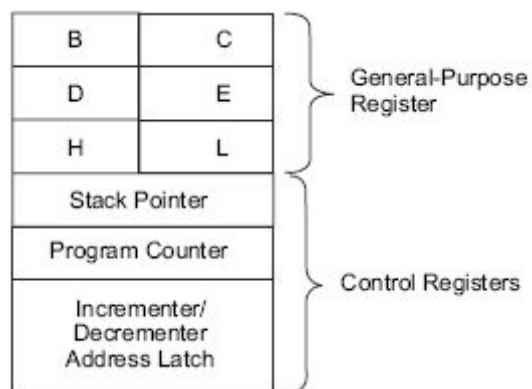 B C
D E
H L
General-Purpose
Register
Stack Pointer
Program Counter
Incrementer/
Decrementer
Address Latch
Control Registers